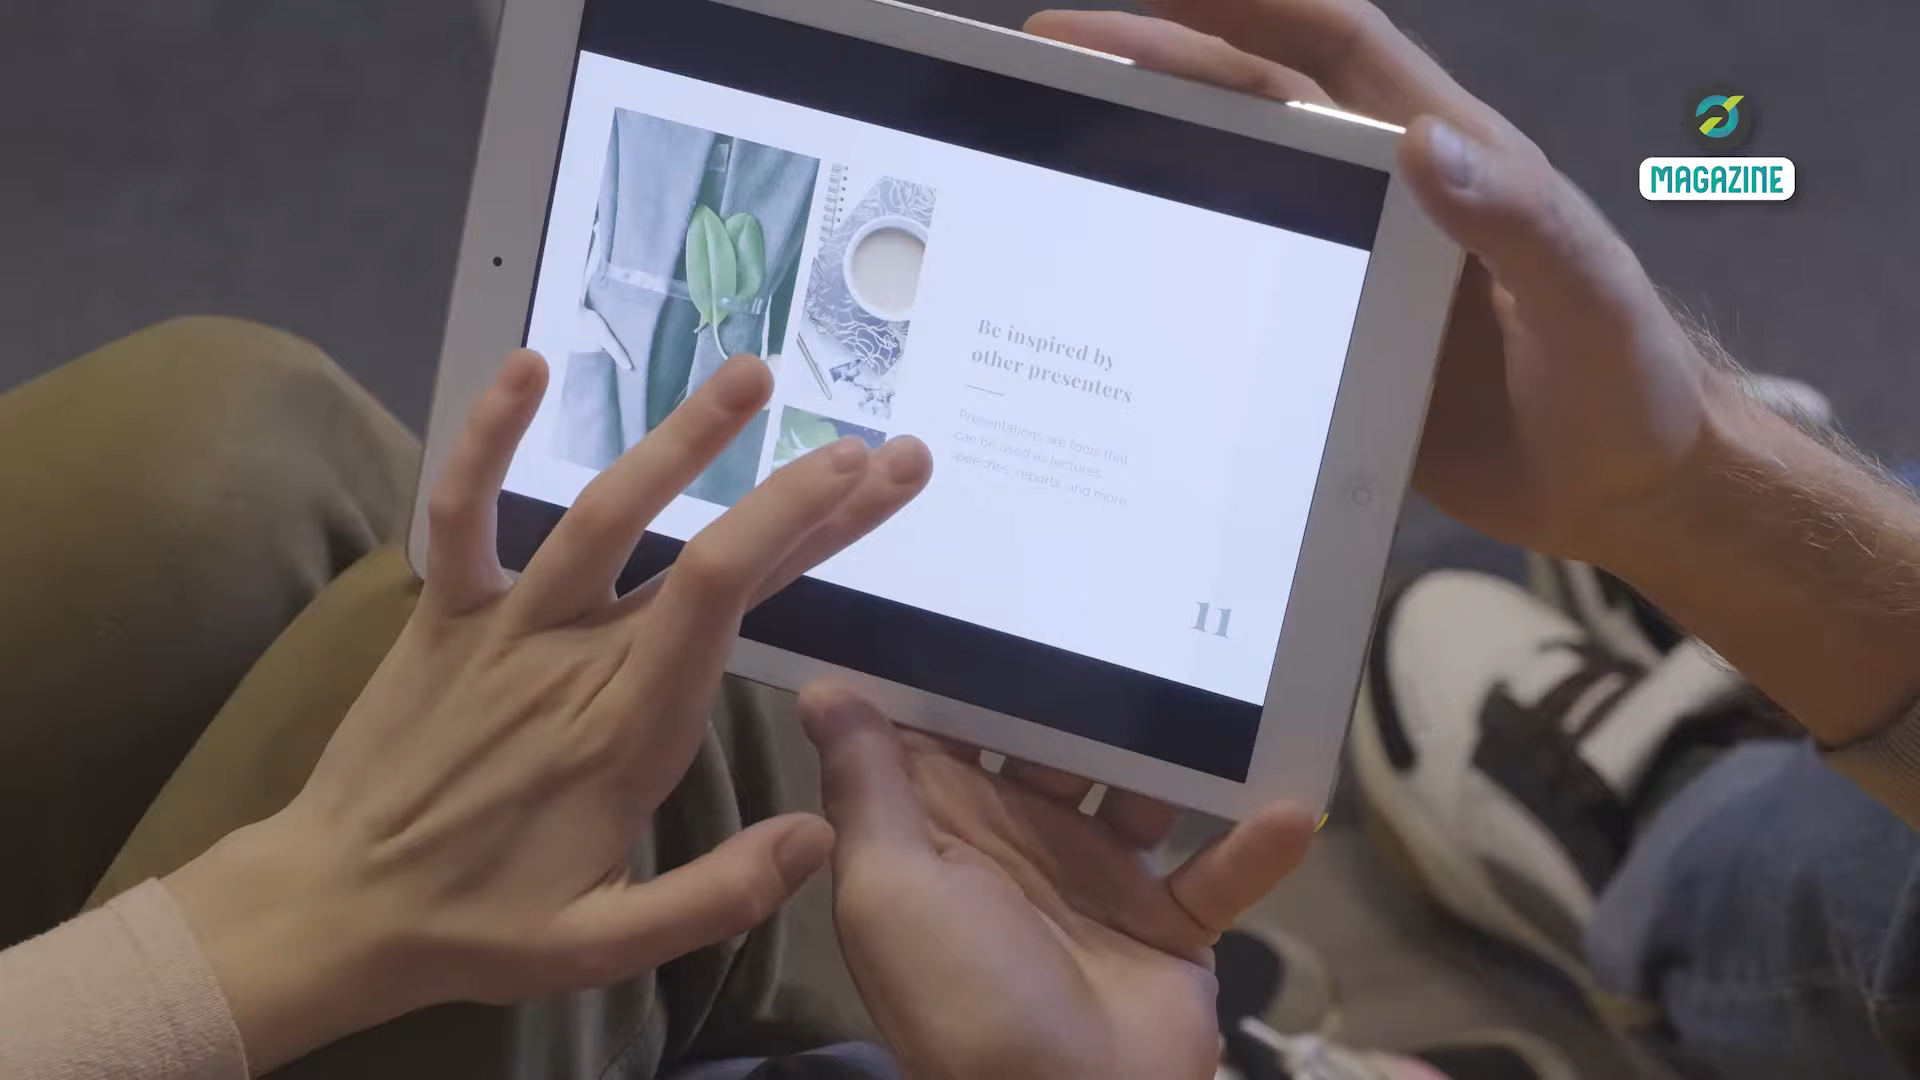 MAGAZINE
Be inspired by
other presenters
Presentations are tools that
can be used as lectures,
speeches, reports, and more.
11